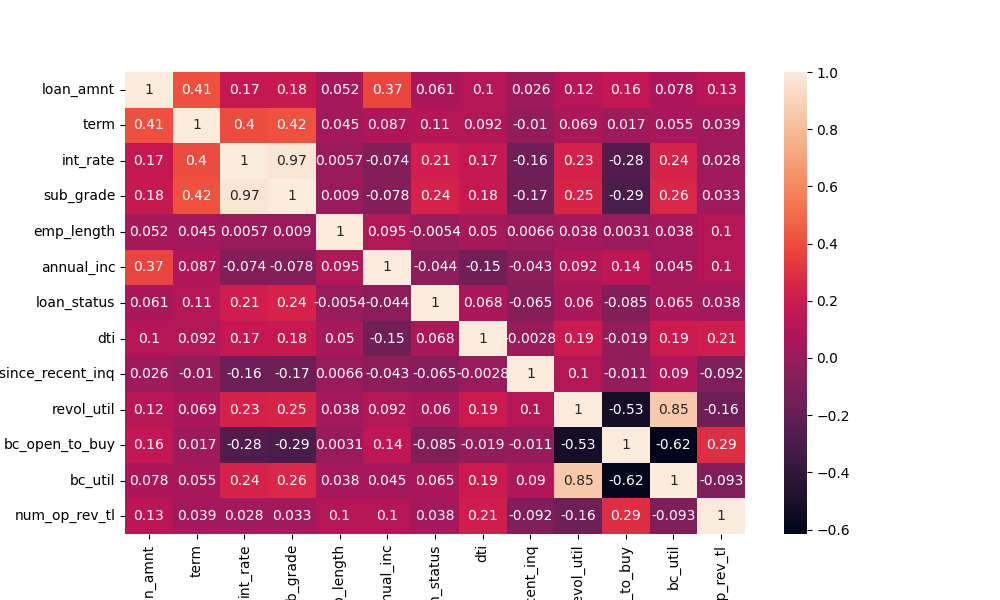 loan_amnt 1 0.41 0.17 0.18 0.052 0.37 0.061 0.1 0.026 0.12 0.16 0.078 0.13
term 0.41 1 0.4 0.42 0.045 0.087 0.11 0.092 -0.01 0.069 0.017 0.055 0.039
int_rate 0.17 0.4 1 0.97 0.0057 -0.074 0.21 0.17 -0.16 0.23 -0.28 0.24 0.028
sub_grade 0.18 0.42 0.97 1 0.009 -0.078 0.24 0.18 -0.17 0.25 -0.29 0.26 0.033
emp_length 0.052 0.045 0.0057 0.009 1 0.095 -0.0054 0.05 0.0066 0.038 0.0031 0.038 0.1
annual_inc 0.37 0.087 -0.074 -0.078 0.095 1 -0.044 -0.15 -0.043 0.092 0.14 0.045 0.1
loan_status 0.061 0.11 0.21 0.24 -0.0054 -0.044 1 0.068 -0.065 0.06 -0.085 0.065 0.038
dti 0.1 0.092 0.17 0.18 0.05 -0.15 0.068 1 -0.0028 0.19 -0.019 0.19 0.21
since_recent_inq 0.026 -0.01 -0.16 -0.17 0.0066 -0.043 -0.065 -0.0028 1 0.1 -0.011 0.09 -0.092
revol_util 0.12 0.069 0.23 0.25 0.038 0.092 0.06 0.19 0.1 1 -0.53 0.85 -0.16
bc_open_to_buy 0.16 0.017 -0.28 -0.29 0.0031 0.14 -0.085 -0.019 -0.011 -0.53 1 -0.62 0.29
bc_util 0.078 0.055 0.24 0.26 0.038 0.045 0.065 0.19 0.09 0.85 -0.62 1 -0.093
num_op_rev_tl 0.13 0.039 0.028 0.033 0.1 0.1 0.038 0.21 -0.092 -0.16 0.29 -0.093 1
n_amnt term int_rate b_grade p_length nual_inc n_status dti cent_inq evol_util _to_buy bc_util p_rev_tl
1.0
0.8
0.6
0.4
0.2
0.0
−0.2
−0.4
−0.6